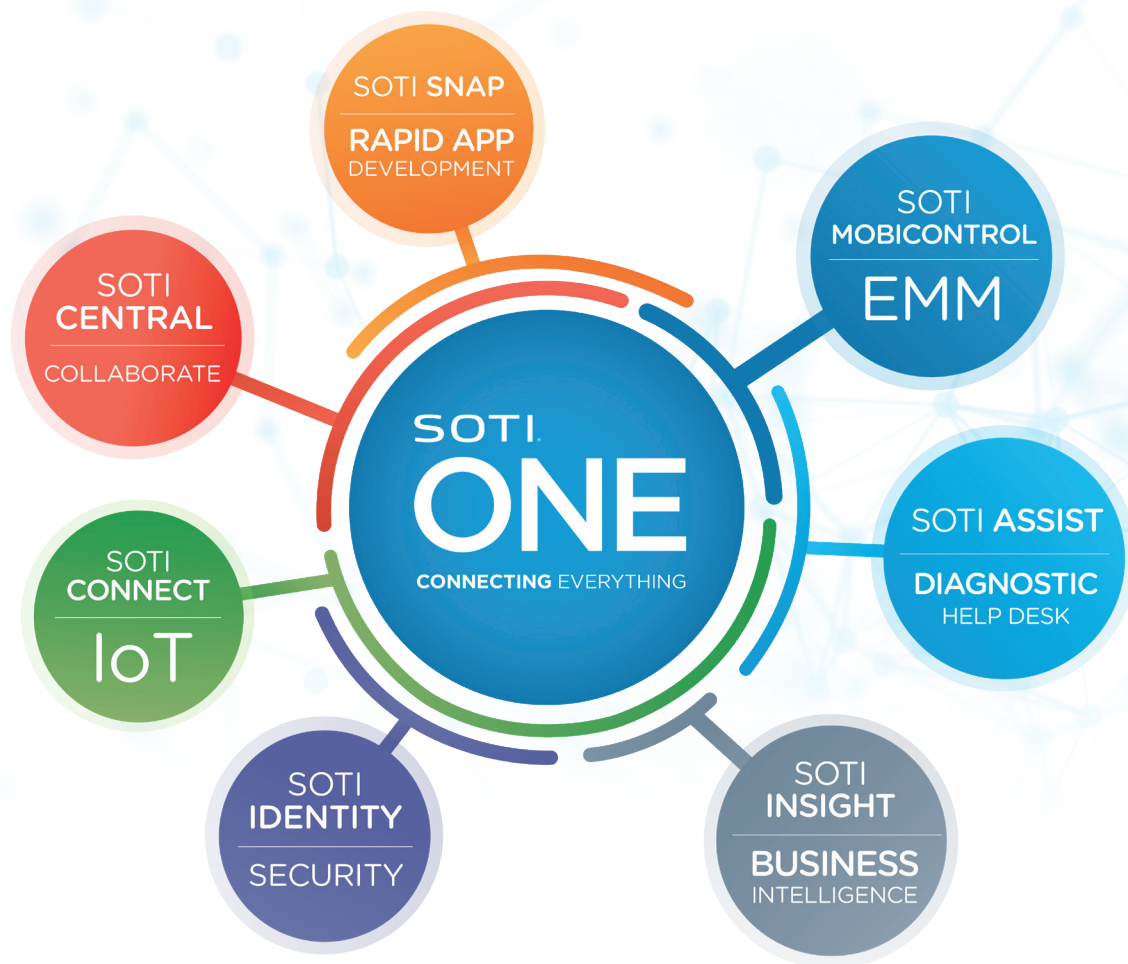 SOTI SNAP
RAPID APP
DEVELOPMENT
SOTI
MOBICONTROL
EMM
SOTI
CENTRAL
COLLABORATE
SOTI.
ONE
CONNECTING EVERYTHING
SOTI ASSIST
DIAGNOSTIC
HELP DESK
SOTI
CONNECT
IoT
SOTI
IDENTITY
SECURITY
SOTI
INSIGHT
BUSINESS
INTELLIGENCE